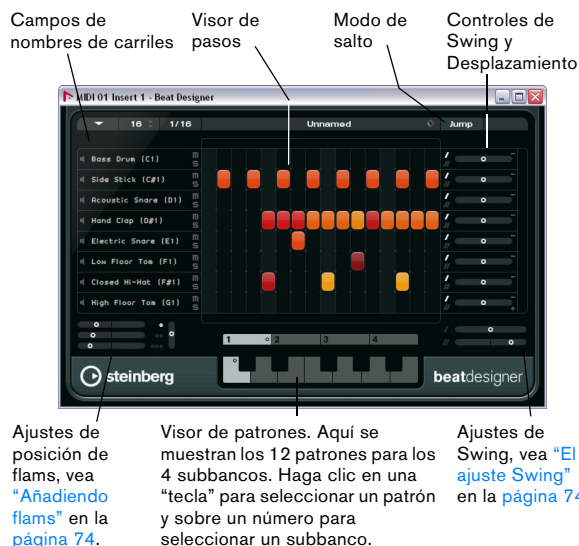 Campos de
nombres de carriles
Visor de
pasos
Modo de
salto
Controles de
Swing y
Desplazamiento
MIDI 01 Insert 1 - Beat Designer
16 1/16 Unnamed Jump
Bass Drum (C1) m s
Side Stick (C#1) m s
Acoustic Snare (D1) m s
Hand Clap (D#1) m s
Electric Snare (E1) m s
Low Floor Tom (F1) m s
Closed Hi-Hat (F#1) m s
High Floor Tom (G1) m s
1 2 3 4
steinberg
beatdesigner
Ajustes de
posición de
flams, vea
“Añadiendo
flams” en la
página 74.
Visor de patrones. Aquí se
muestran los 12 patrones para los
4 subbancos. Haga clic en una
“tecla” para seleccionar un patrón
y sobre un número para
seleccionar un subbanco.
Ajustes de
Swing, vea “El
ajuste Swing”
en la página 74